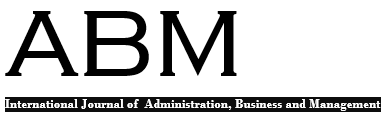 ABM
International Journal of Administration, Business and Management